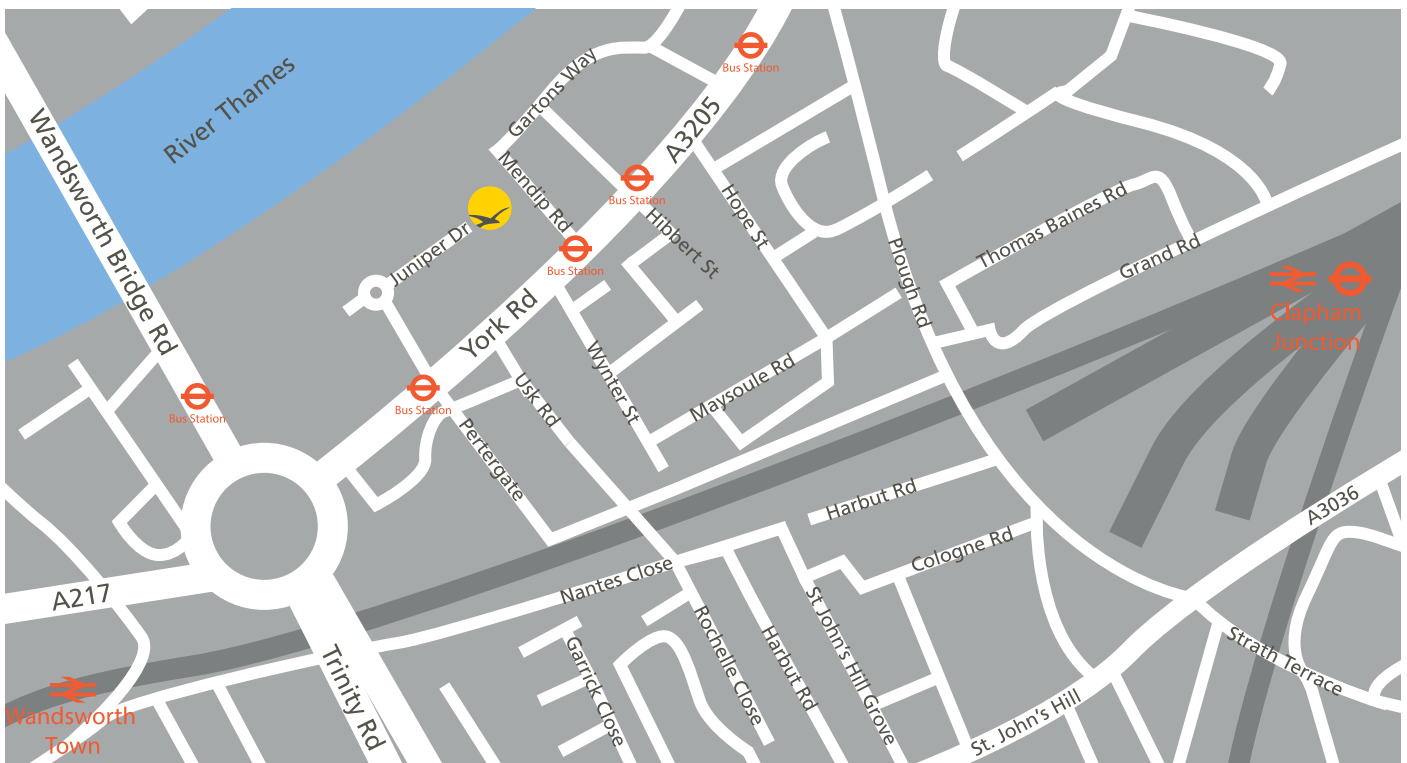 River Thames
Wandsworth Bridge Rd
Gartons Way
Bus Station
A3205
Mendip Rd
Bus Station
Hope St
Hibbert St
Juniper Dr
Bus Station
Thomas Baines Rd
Grand Rd
Plough Rd
Clapham
Junction
York Rd
Wynter St
Maysoule Rd
Usk Rd
Bus Station
Bus Station
Pertergate
Harbut Rd
A3036
Cologne Rd
Nantes Close
A217
Rochelle Close
Harbut Rd
St John's Hill Grove
Garrick Close
Trinity Rd
Strath Terrace
St. John's Hill
Wandsworth
Town